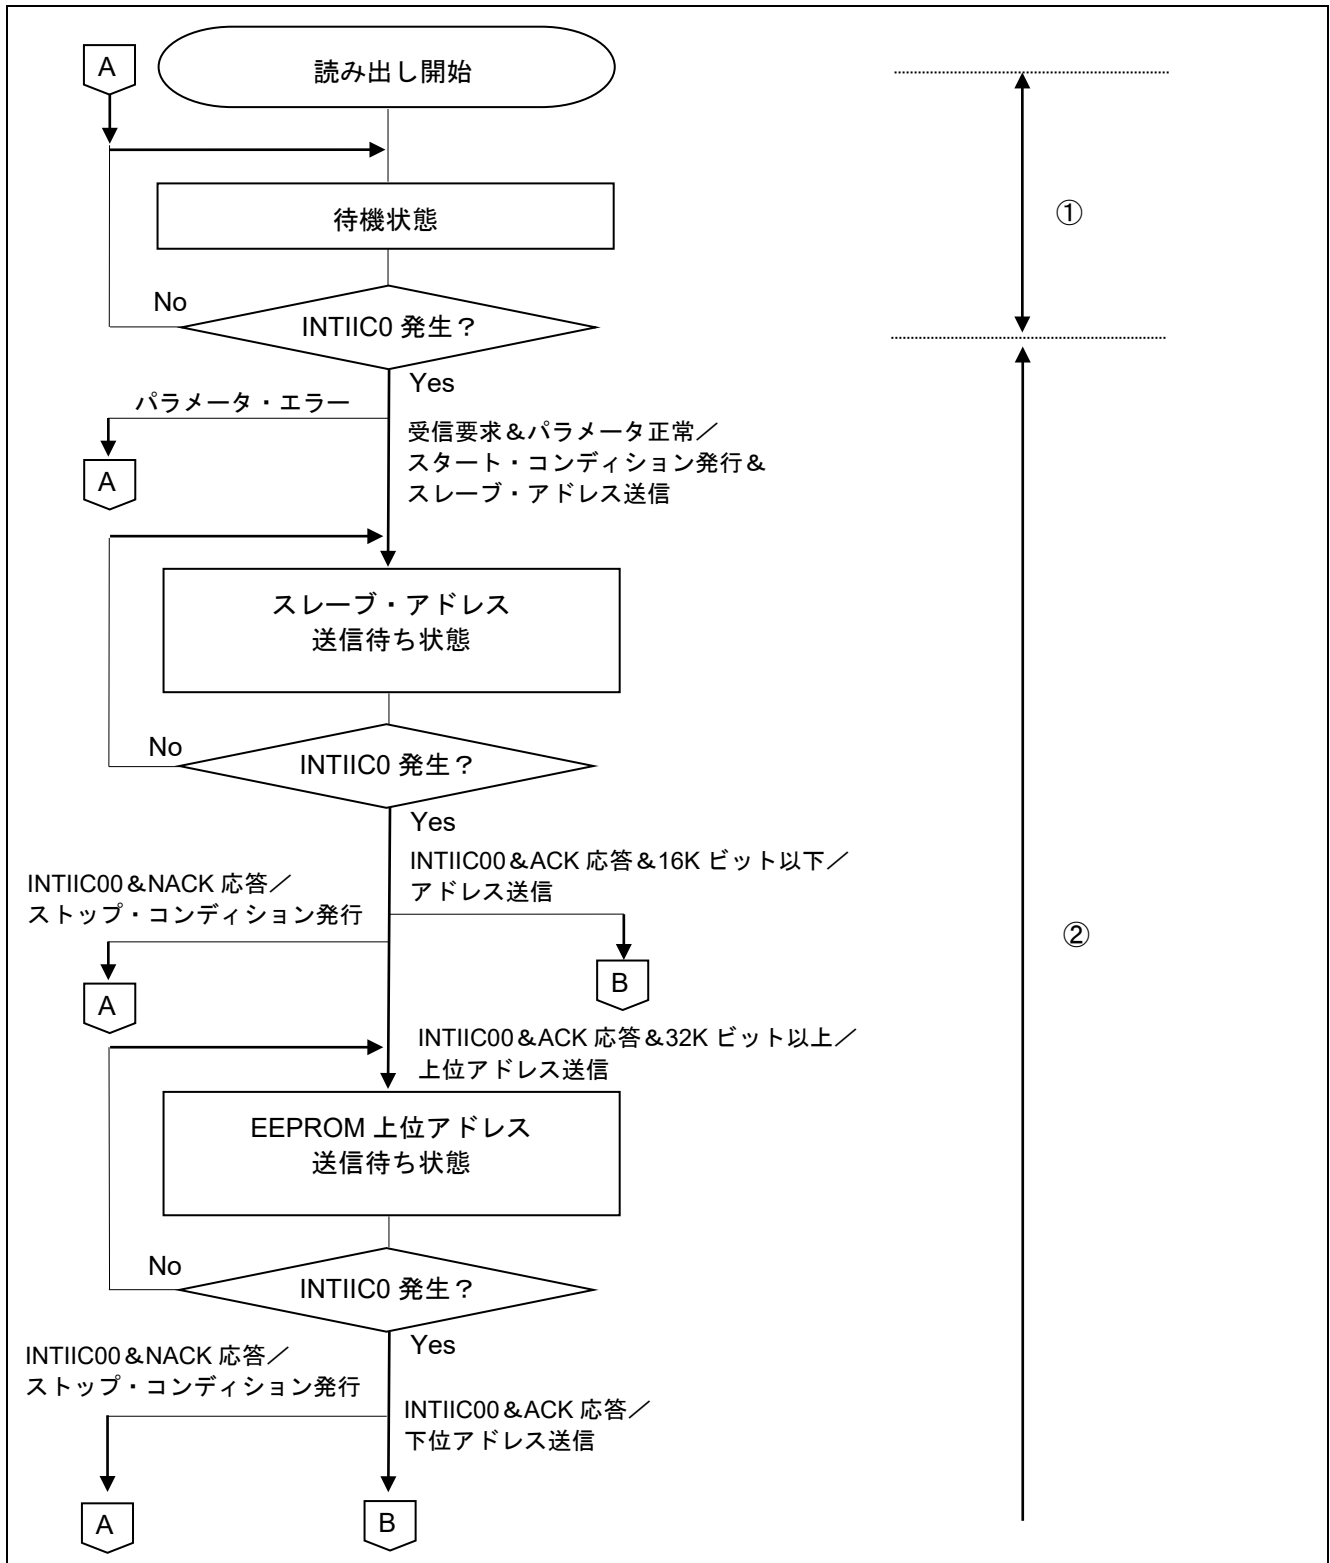 A
読み出し開始
待機状態
①
No
INTIIC0 発生？
Yes
パラメータ・エラー
受信要求＆パラメータ正常／
スタート・コンディション発行＆
スレーブ・アドレス送信
A
スレーブ・アドレス
送信待ち状態
No
INTIIC0 発生？
Yes
INTIIC00＆ACK 応答＆16K ビット以下／
アドレス送信
INTIIC00＆NACK 応答／
ストップ・コンディション発行
②
A
B
INTIIC00＆ACK 応答＆32K ビット以上／
上位アドレス送信
EEPROM 上位アドレス
送信待ち状態
No
INTIIC0 発生？
Yes
INTIIC00＆NACK 応答／
ストップ・コンディション発行
INTIIC00＆ACK 応答／
下位アドレス送信
A
B